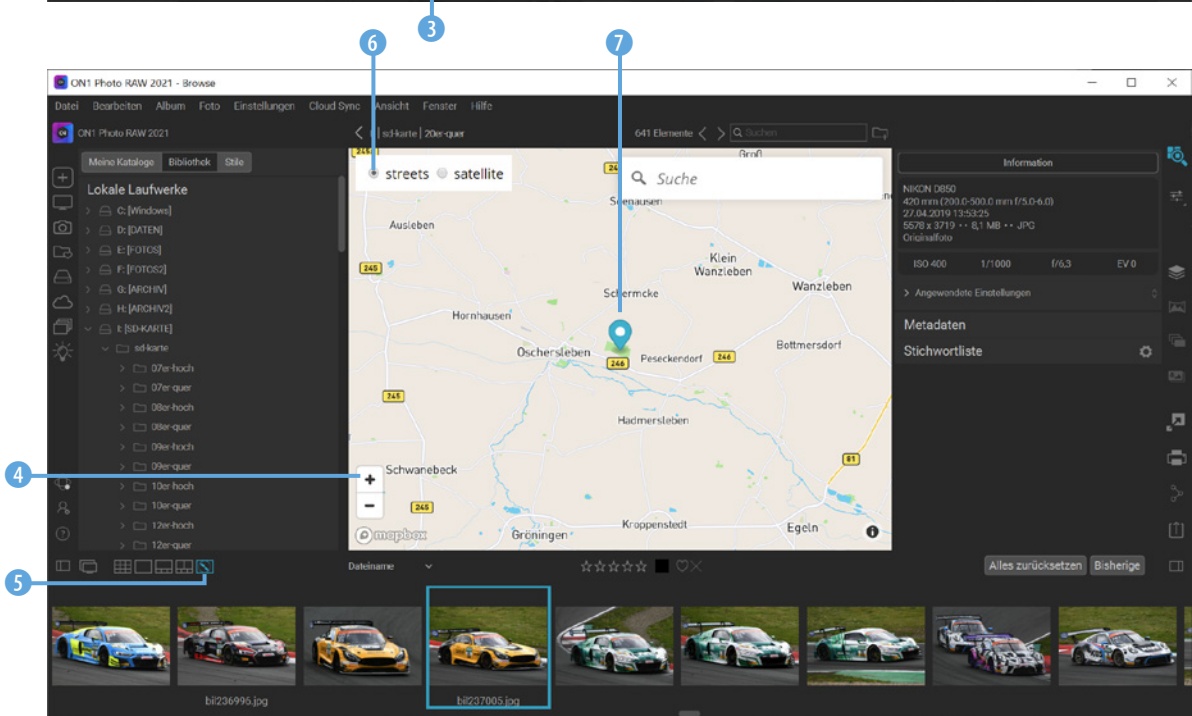 3
6
7
ON1 Photo RAW 2021 - Browse
Datei Bearbeiten Album Foto Einstellungen Cloud Sync Ansicht Fenster Hilfe
ON1 Photo RAW 2021
sd-karte | 20er-quer
641 Elemente
Suchen
Meine Kataloge Bibliothek Stile
Lokale Laufwerke
C: [Windows]
D: [DATEN]
E: [FOTOS]
F: [FOTOS2]
G: [ARCHIV]
H: [ARCHIV2]
I: [SD-KARTE]
sd-karte
07er-hoch
07er-quer
08er-hoch
08er-quer
09er-hoch
09er-quer
10er-hoch
10er-quer
12er-hoch
12er-quer
4
5
streets satellite
Suche
Groß
Seehausen
Ausleben
245
Klein
Wanzleben
Wanzleben
Schermcke
Hornhausen
Oschersleben
246
Peseckendorf
246
Bottmersdorf
245
Hadmersleben
81
Schwanebeck
+
−
245
Kroppenstedt
Egeln
Gröningen
mapbox
Information
NIKON D850
420 mm (200.0-500.0 mm f/5.0-6.0)
27.04.2019 13:53:25
5578 x 3719 •• 8,1 MB •• JPG
Originalfoto
ISO 400 1/1000 f/6,3 EV 0
Angewendete Einstellungen
Metadaten
Stichwortliste
Dateiname
Alles zurücksetzen Bisherige
bil236996.jpg
bil237005.jpg